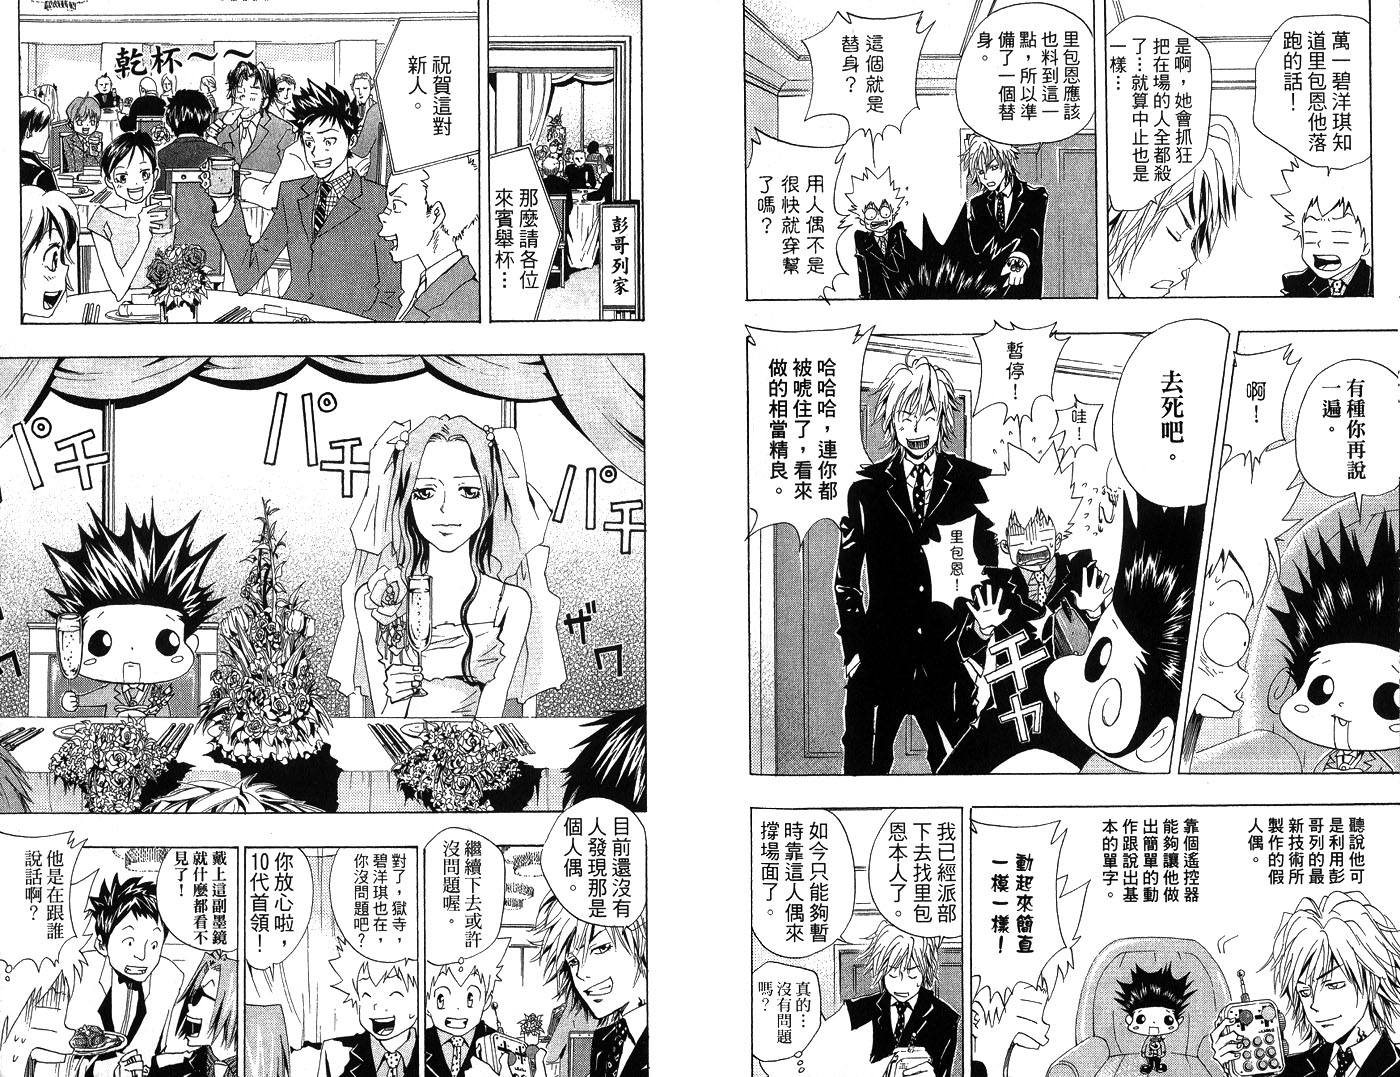 萬一碧洋琪知
道里包恩他落
跑的話！
是啊，她會抓狂
把在場的人全都殺
了…就算中止也是
一樣…
里包恩應該
也料到這一
點，所以準
備了一個替
身。
這個就是
替身？
用人偶不是
很快就穿幫
了嗎？
有種你再說
一遍。
啊！
去死吧。
哇！
暫停！
里包恩！
チャカ
哈哈哈，連你都
被唬住了，看來
做的相當精良。
聽說他可
是利用彭
哥列的最
新技術所
製作的假
人偶。
靠個遙控器
能夠讓他做
出簡單的動
作跟說出基
本的單字。
動起來簡直
一模一樣！
我已經派部
下去找里包
恩本人了。
如今只能夠暫
時靠這人偶來
撐場面了。
真的…
沒有問題
嗎？
彭哥列家
那麼請各位
來賓舉杯…
祝賀這對
新人。
乾杯～～
パチ
パチ
パチ
パチ
ザワ
ザワ
目前還沒有
人發現那是
個人偶。
繼續下去或許
沒問題喔。
對了，獄寺，
碧洋琪也在，
你沒問題吧？
你放心啦，
10代首領！
戴上這副墨鏡
就什麼都看不
見了！
他是在跟誰
說話啊？